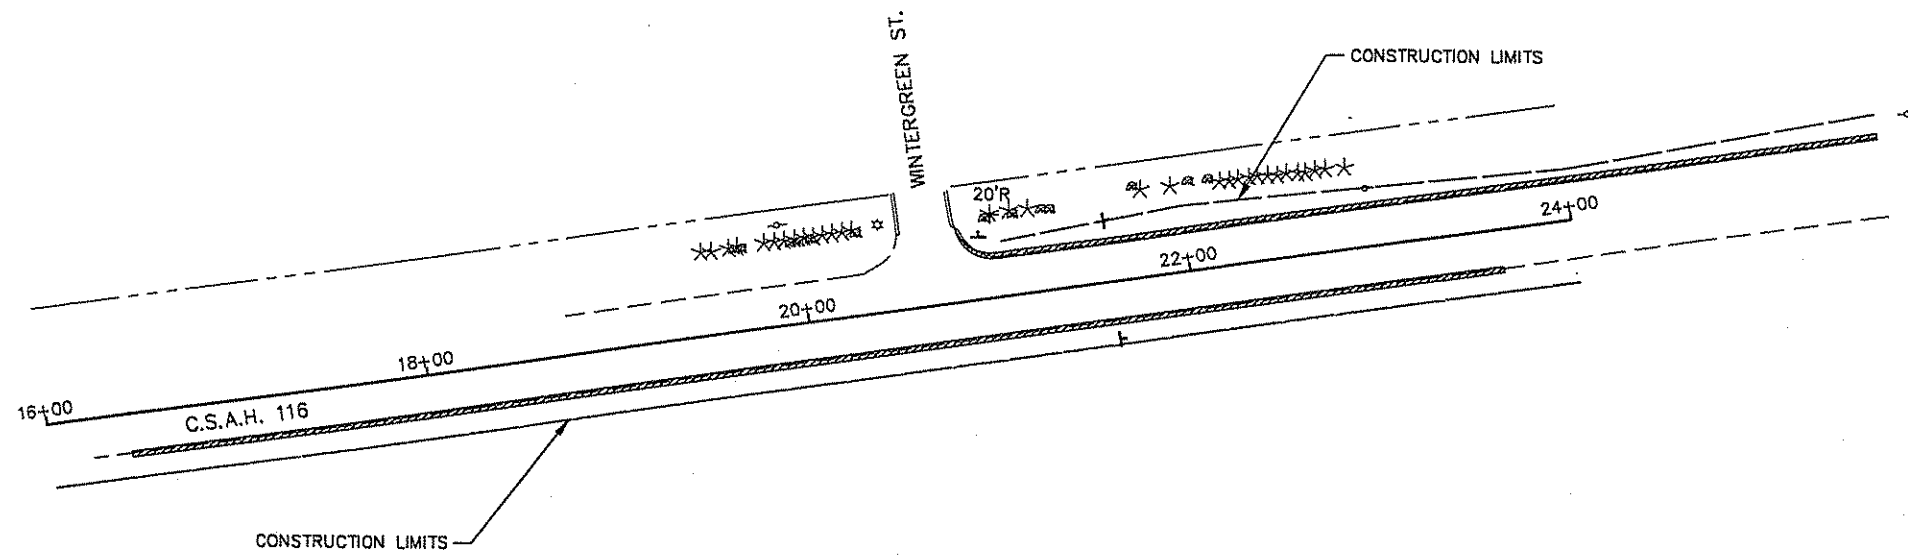 WINTERGREEN ST.
CONSTRUCTION LIMITS
20'R
24+00
22+00
20+00
18+00
16+00
C.S.A.H. 116
CONSTRUCTION LIMITS